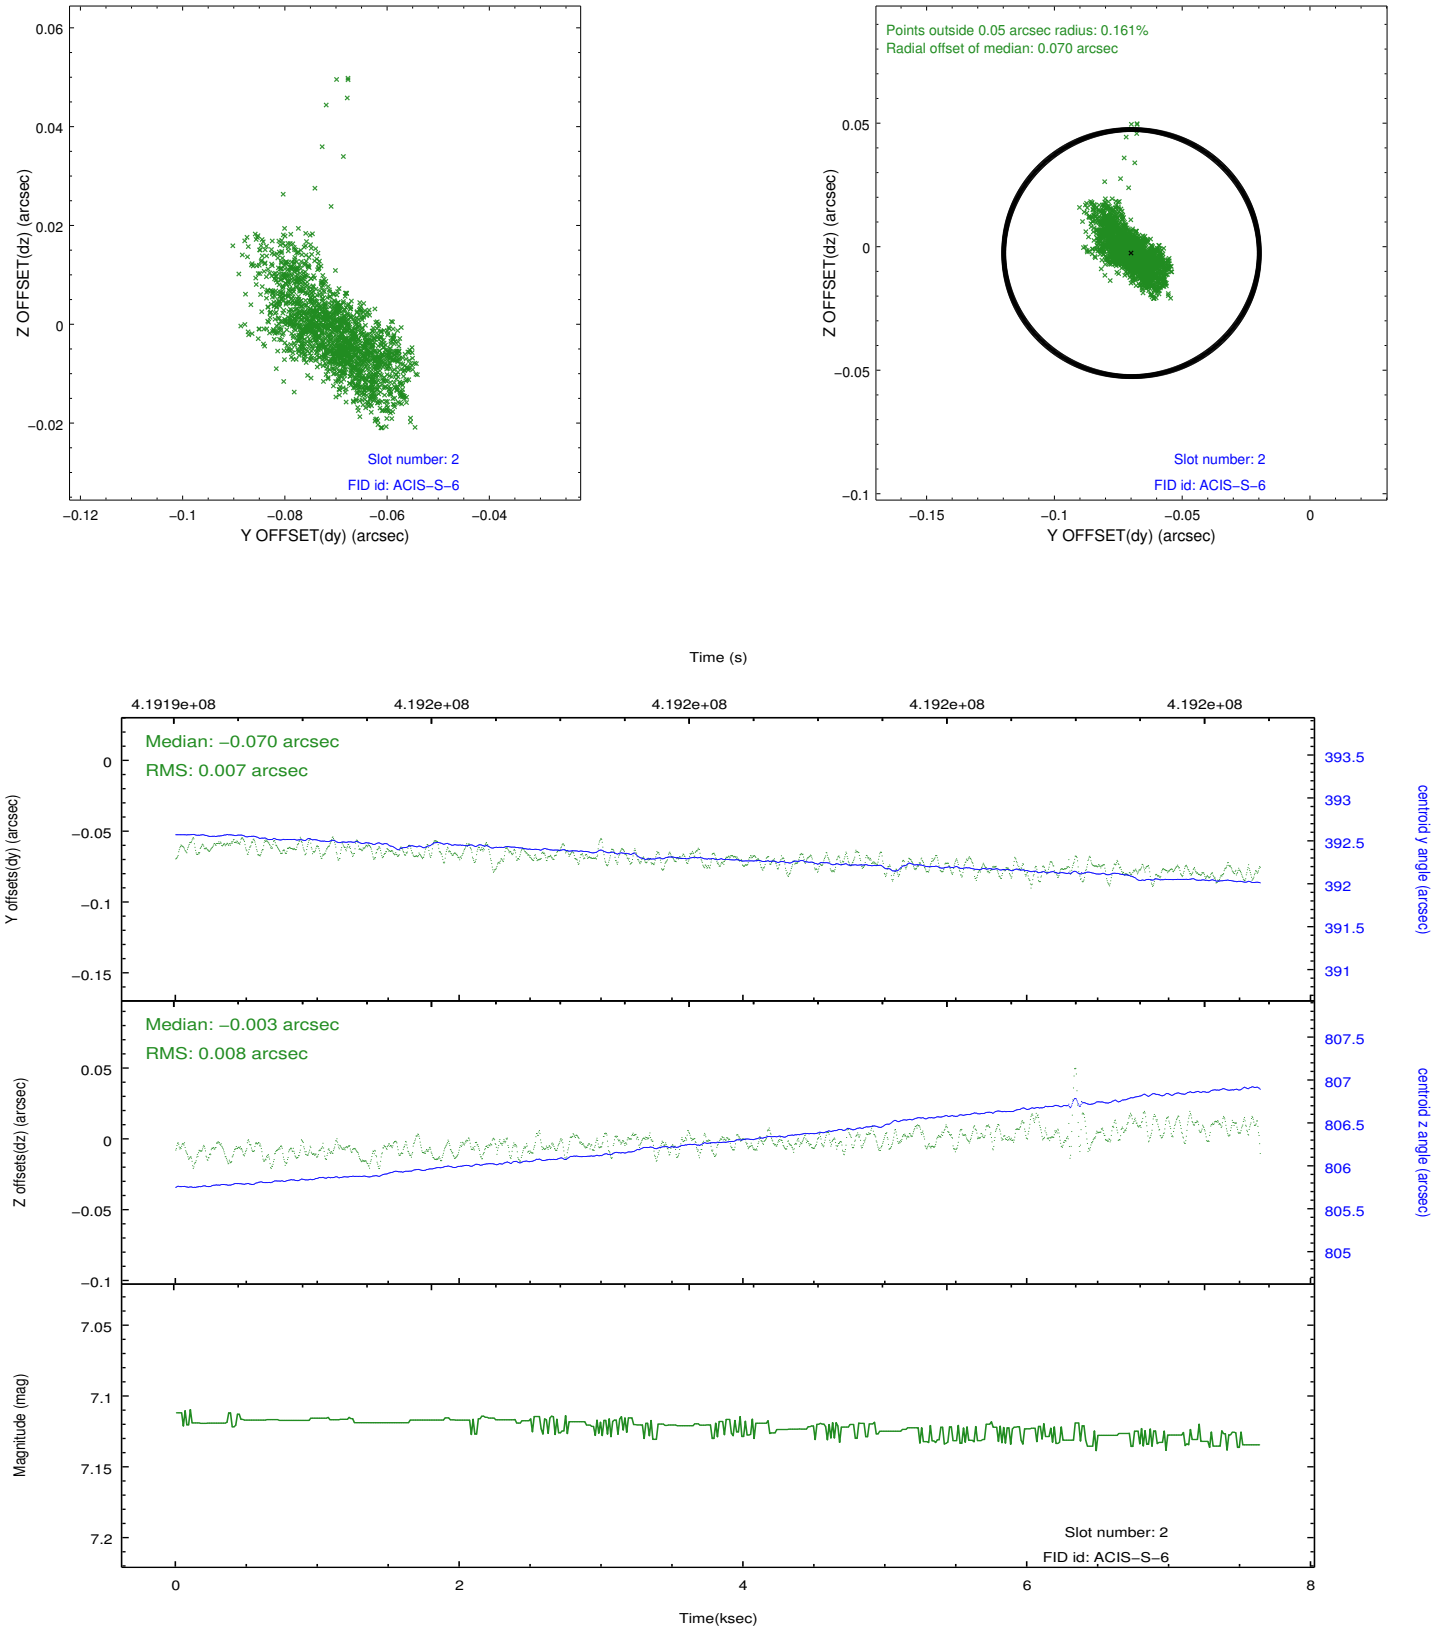 0.06
0.04
0.02
0
−0.02
Z OFFSET(dz) (arcsec)
Slot number: 2
FID id: ACIS−S−6
−0.12
−0.1
−0.08
−0.06
−0.04
Y OFFSET(dy) (arcsec)
Points outside 0.05 arcsec radius: 0.161%
Radial offset of median: 0.070 arcsec
0.05
0
−0.05
−0.1
Z OFFSET(dz) (arcsec)
Slot number: 2
FID id: ACIS−S−6
−0.15
−0.1
−0.05
0
Y OFFSET(dy) (arcsec)
Time (s)
4.1919e+08
4.192e+08
4.192e+08
4.192e+08
4.192e+08
Median: −0.070 arcsec
RMS: 0.007 arcsec
0
−0.05
−0.1
−0.15
Y offsets(dy) (arcsec)
393.5
393
392.5
392
391.5
391
centroid y angle (arcsec)
Median: −0.003 arcsec
RMS: 0.008 arcsec
0.05
0
−0.05
−0.1
Z offsets(dz) (arcsec)
807.5
807
806.5
806
805.5
805
centroid z angle (arcsec)
7.05
7.1
7.15
7.2
Magnitude (mag)
Slot number: 2
FID id: ACIS−S−6
0
2
4
6
8
Time(ksec)